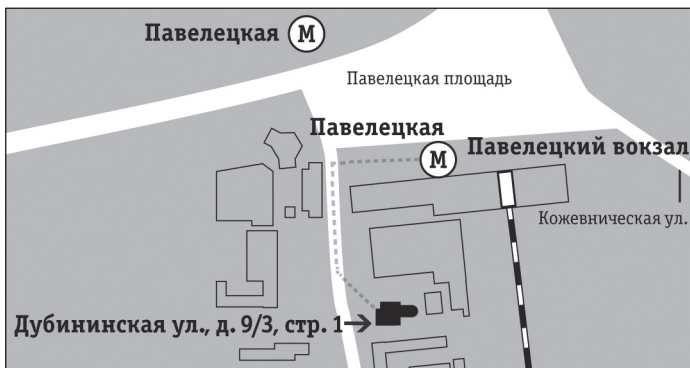 Павелецкая М
Павелецкая площадь
Павелецкая
М
Павелецкий вокзал
Кожевническая ул.
Дубининская ул., д. 9/3, стр. 1